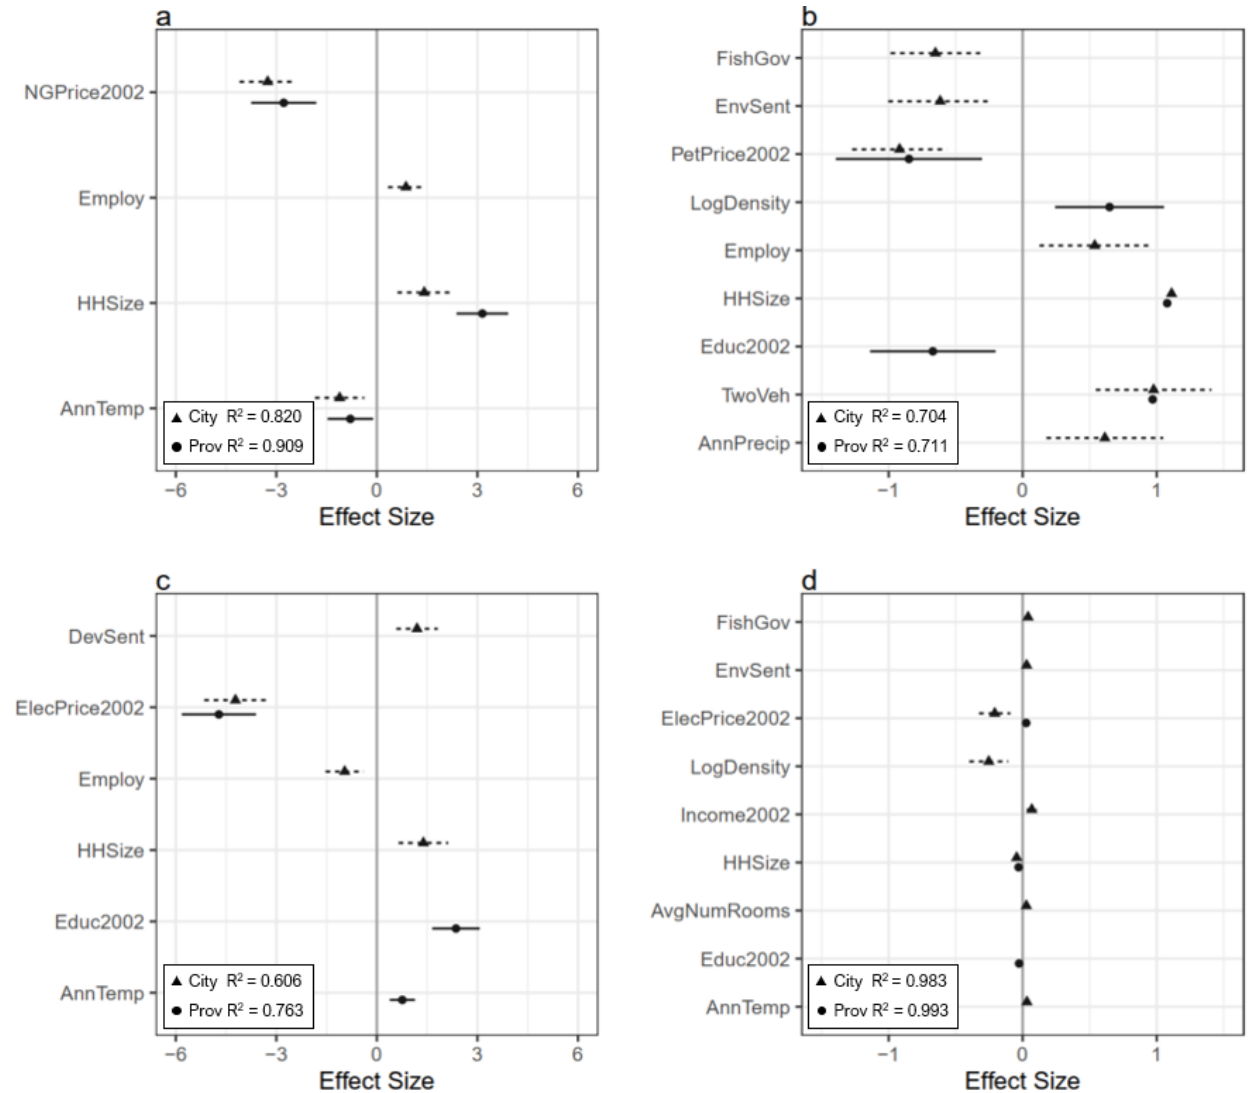 a
NGPrice2002
Employ
HHSize
AnnTemp
City R² = 0.820
Prov R² = 0.909
−6 −3 0 3 6
Effect Size
b
FishGov
EnvSent
PetPrice2002
LogDensity
Employ
HHSize
Educ2002
TwoVeh
AnnPrecip
City R² = 0.704
Prov R² = 0.711
−1 0 1
Effect Size
c
DevSent
ElecPrice2002
Employ
HHSize
Educ2002
AnnTemp
City R² = 0.606
Prov R² = 0.763
−6 −3 0 3 6
Effect Size
d
FishGov
EnvSent
ElecPrice2002
LogDensity
Income2002
HHSize
AvgNumRooms
Educ2002
AnnTemp
City R² = 0.983
Prov R² = 0.993
−1 0 1
Effect Size